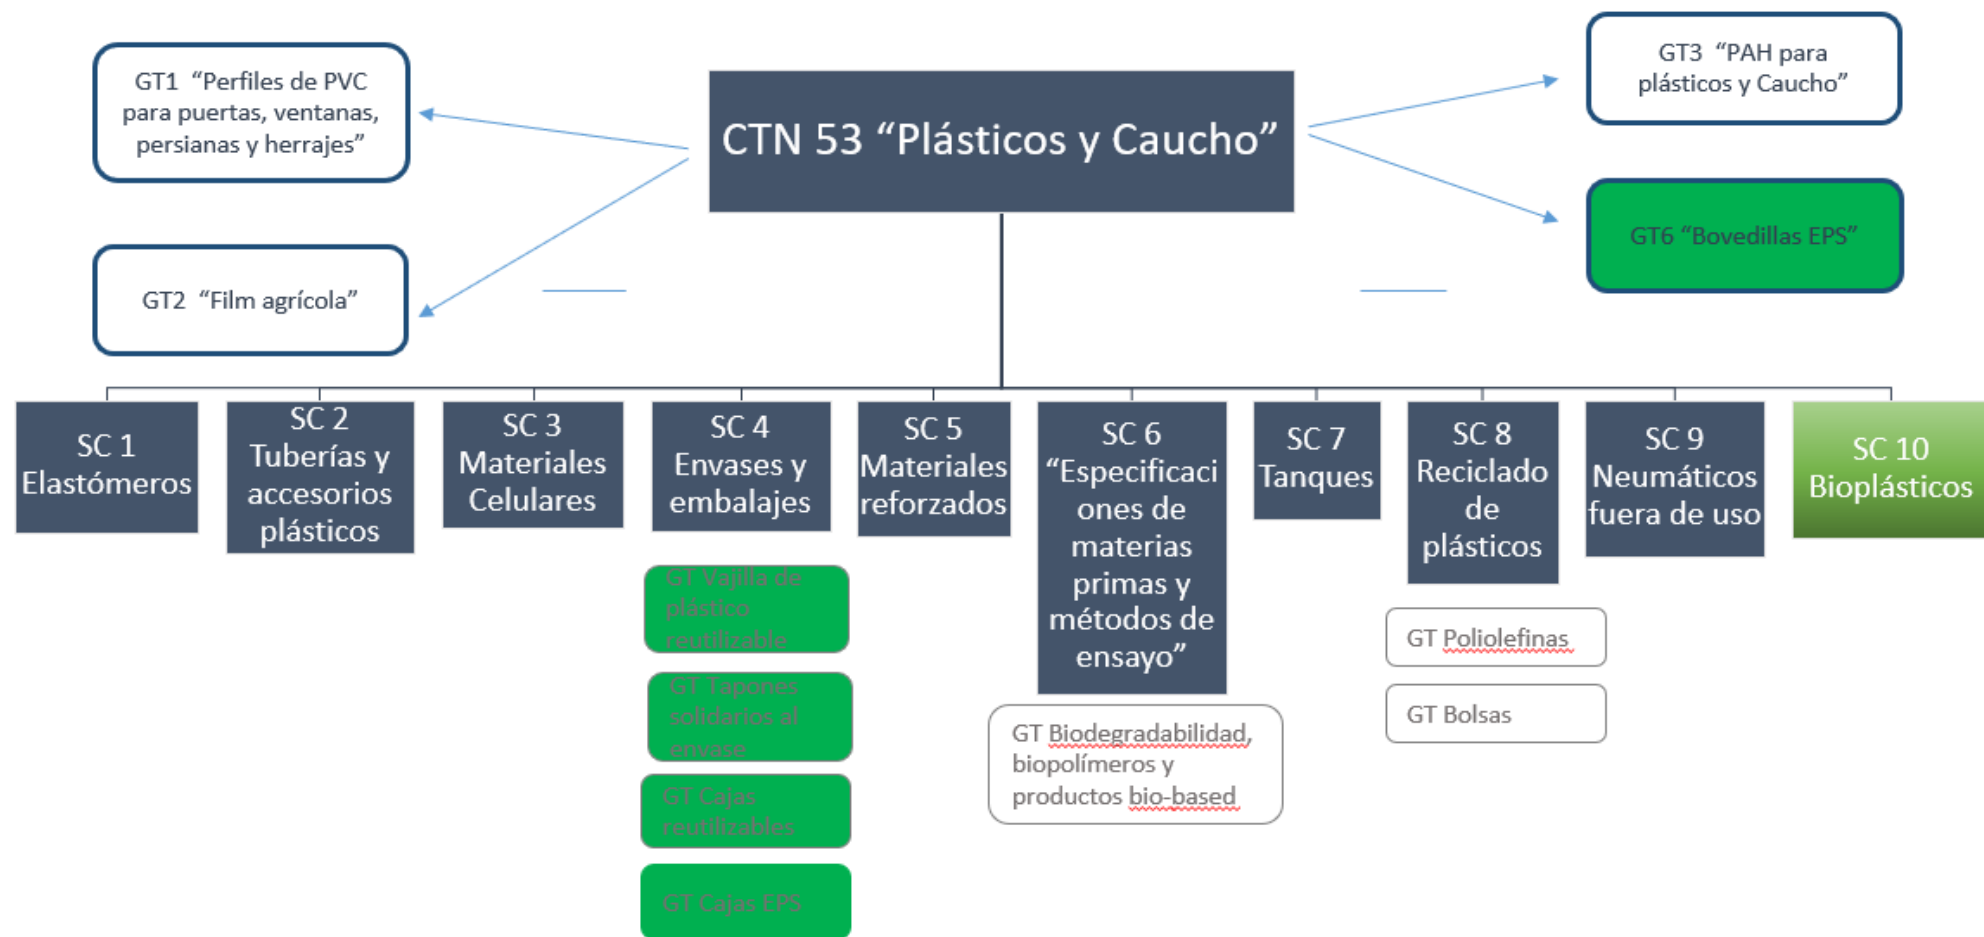 GT1 “Perfiles de PVC
para puertas, ventanas,
persianas y herrajes”
CTN 53 “Plásticos y Caucho”
GT3 “PAH para
plásticos y Caucho”
GT2 “Film agrícola”
GT6 “Bovedillas EPS”
SC 1
Elastómeros
SC 2
Tuberías y
accesorios
plásticos
SC 3
Materiales
Celulares
SC 4
Envases y
embalajes
SC 5
Materiales
reforzados
SC 6
“Especificaci
ones de
materias
primas y
métodos de
ensayo”
SC 7
Tanques
SC 8
Reciclado
de
plásticos
SC 9
Neumáticos
fuera de uso
SC 10
Bioplásticos
GT Vajilla de
plástico
reutilizable
GT Tapones
solidarios al
envase
GT Cajas
reutilizables
GT Cajas EPS
GT Biodegradabilidad,
biopolímeros y
productos bio-based
GT Poliolefinas
GT Bolsas